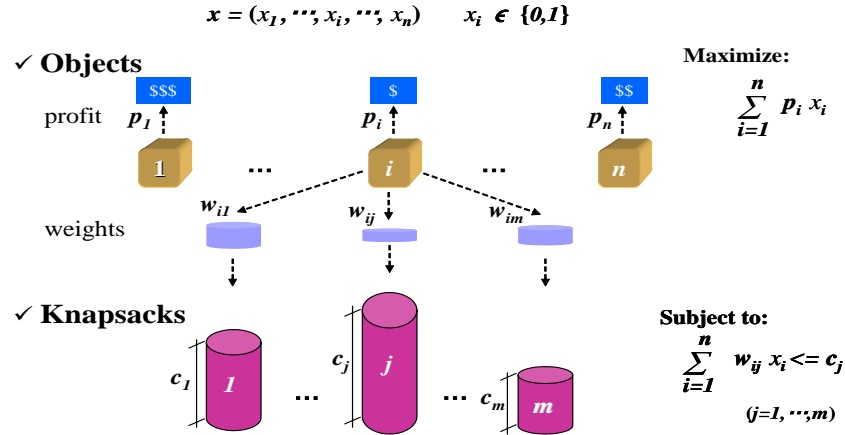 x = (x1, ..., xi, ..., xn) xi ϵ {0,1}
✓ Objects
Maximize:
$$$ $ $$
profit p1 pi pn
n
∑ pi xi
i=1
1 ... i ... n
wi1 wij wim
weights
✓ Knapsacks
Subject to:
n
∑ wij xi <= cj
i=1
c1 1 ... cj j ... cm m
(j=1, ...,m)